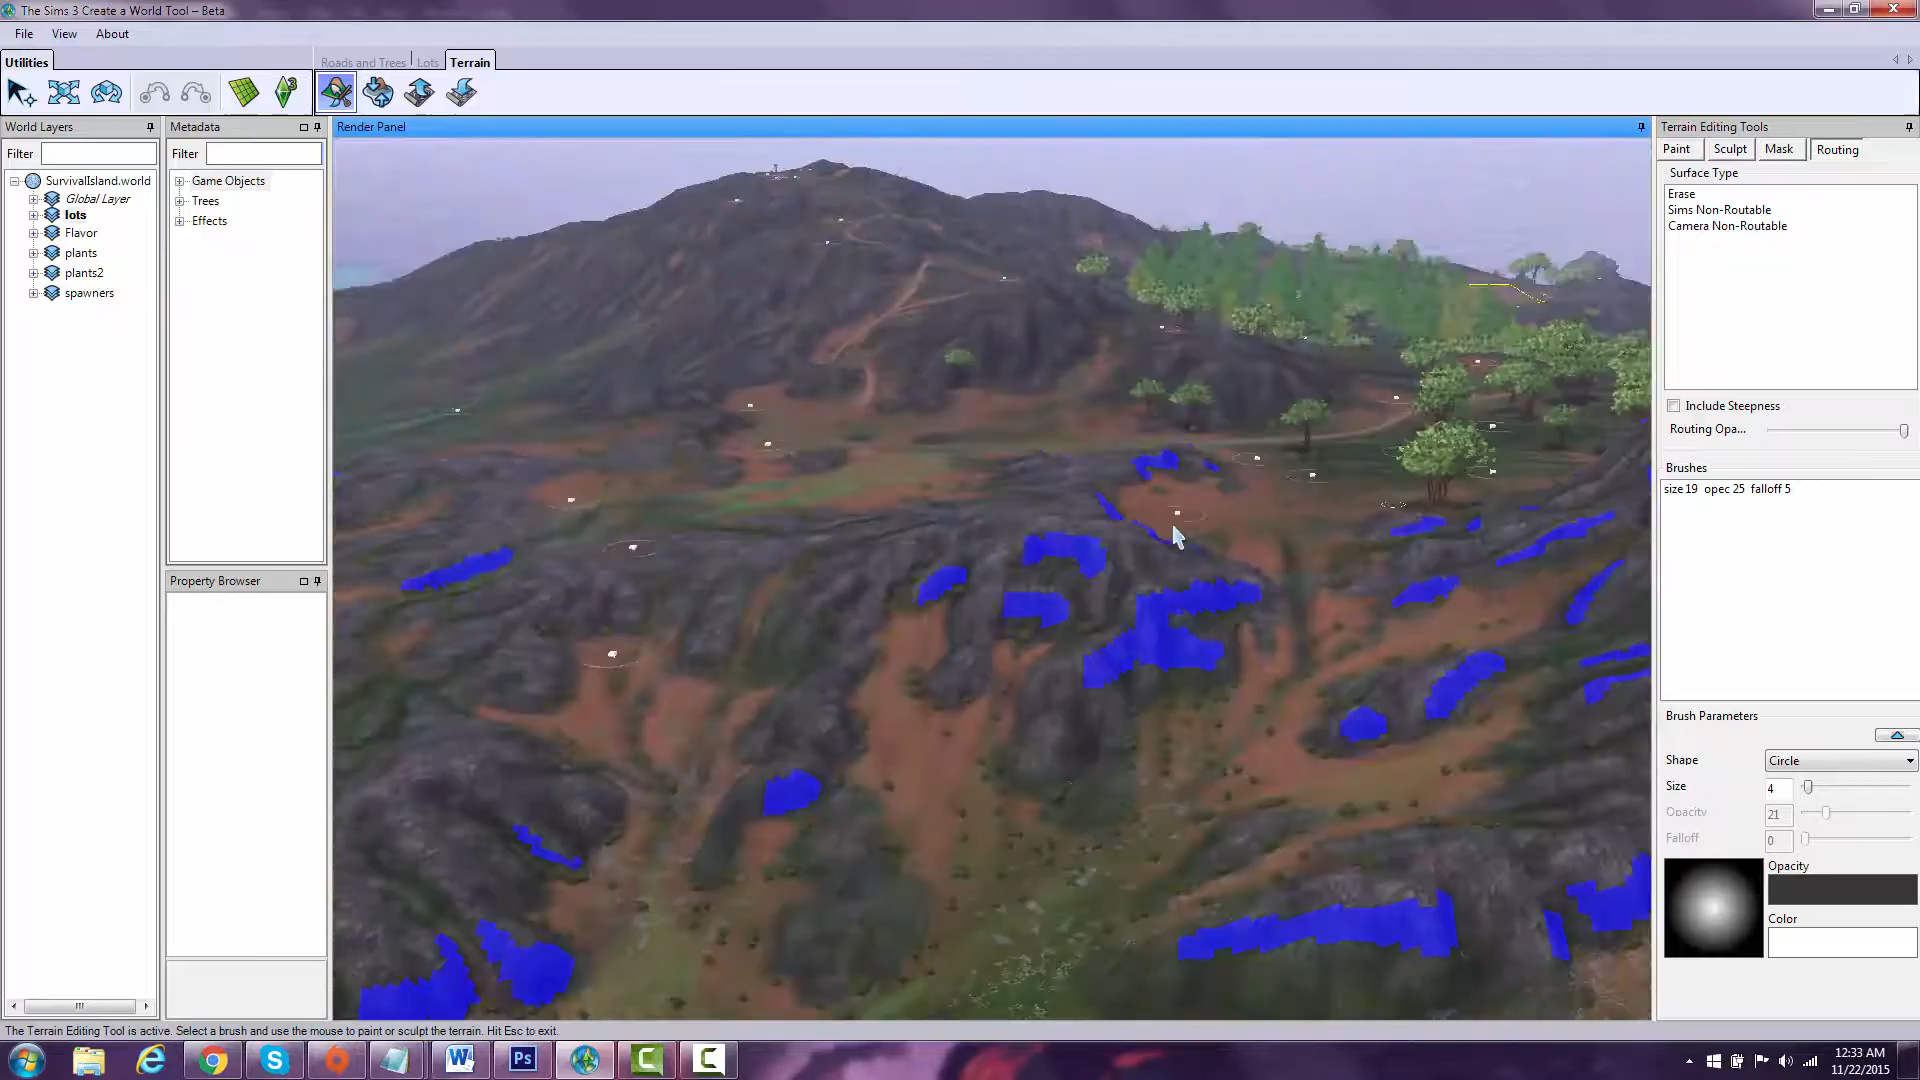 The Sims 3 Create a World Tool – Beta
File View About
Utilities Roads and Trees Lots Terrain
World Layers Metadata Render Panel Terrain Editing Tools
Filter Filter Paint Sculpt Mask Routing
Surface Type
SurvivalIsland.world
Global Layer
lots
Flavor
plants
plants2
spawners
Game Objects
Trees
Effects
Property Browser
Erase
Sims Non-Routable
Camera Non-Routable
Include Steepness
Routing Opa...
Brushes
size 19 opec 25 falloff 5
Brush Parameters
Shape Circle
Size 4
Opacity 21
Falloff 0
Opacity
Color
The Terrain Editing Tool is active. Select a brush and use the mouse to paint or sculpt the terrain. Hit Esc to exit.
12:33 AM
11/22/2015